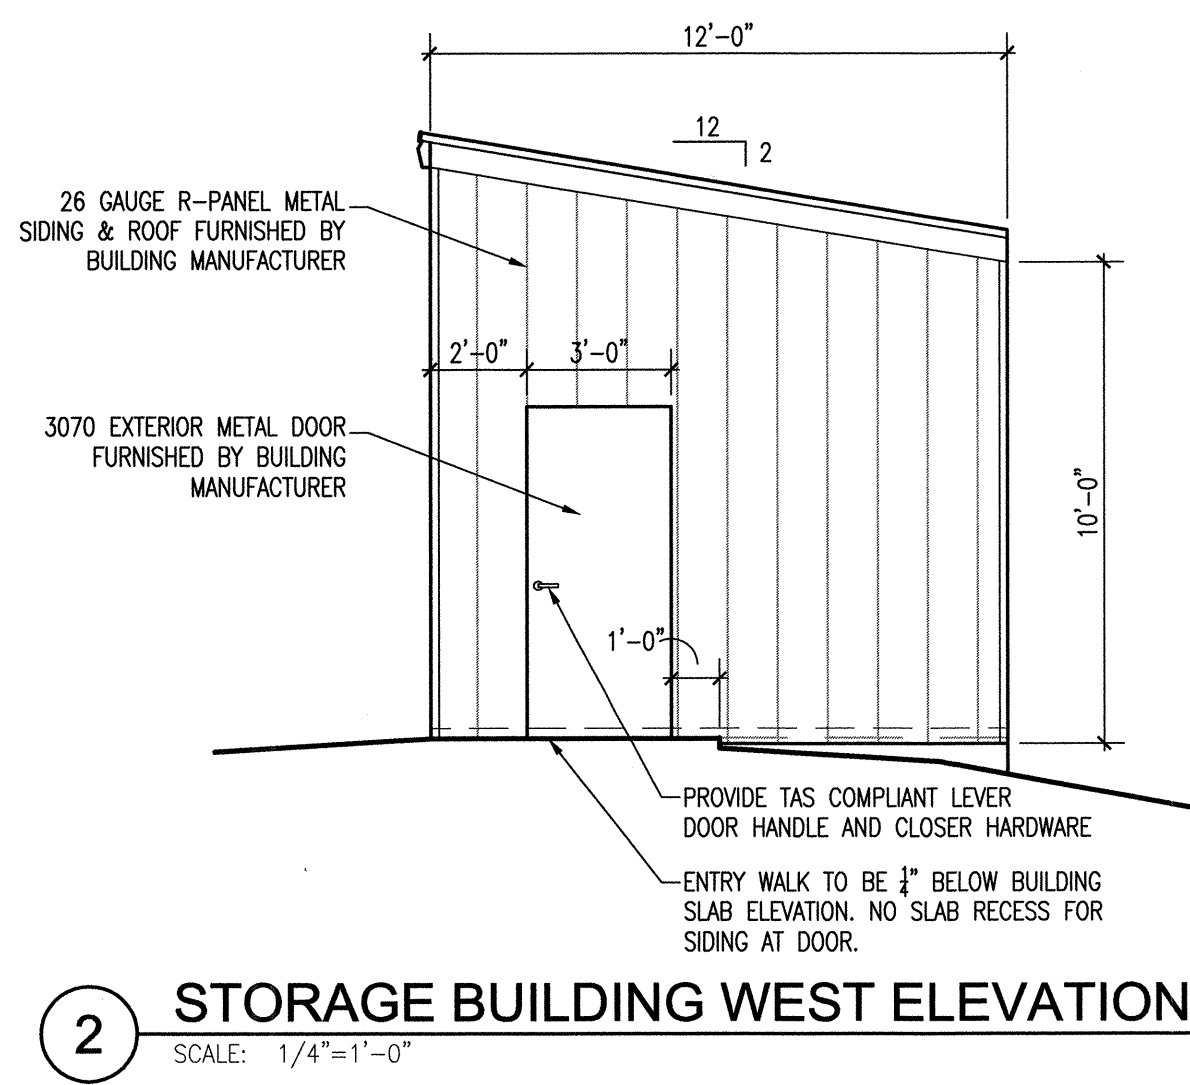 12'-0"
12
2
26 GAUGE R-PANEL METAL
SIDING & ROOF FURNISHED BY
BUILDING MANUFACTURER
2'-0"
3'-0"
3070 EXTERIOR METAL DOOR
FURNISHED BY BUILDING
MANUFACTURER
10'-0"
1'-0"
PROVIDE TAS COMPLIANT LEVER
DOOR HANDLE AND CLOSER HARDWARE
ENTRY WALK TO BE 1/4" BELOW BUILDING
SLAB ELEVATION. NO SLAB RECESS FOR
SIDING AT DOOR.
2
STORAGE BUILDING WEST ELEVATION
SCALE: 1/4"=1'-0"